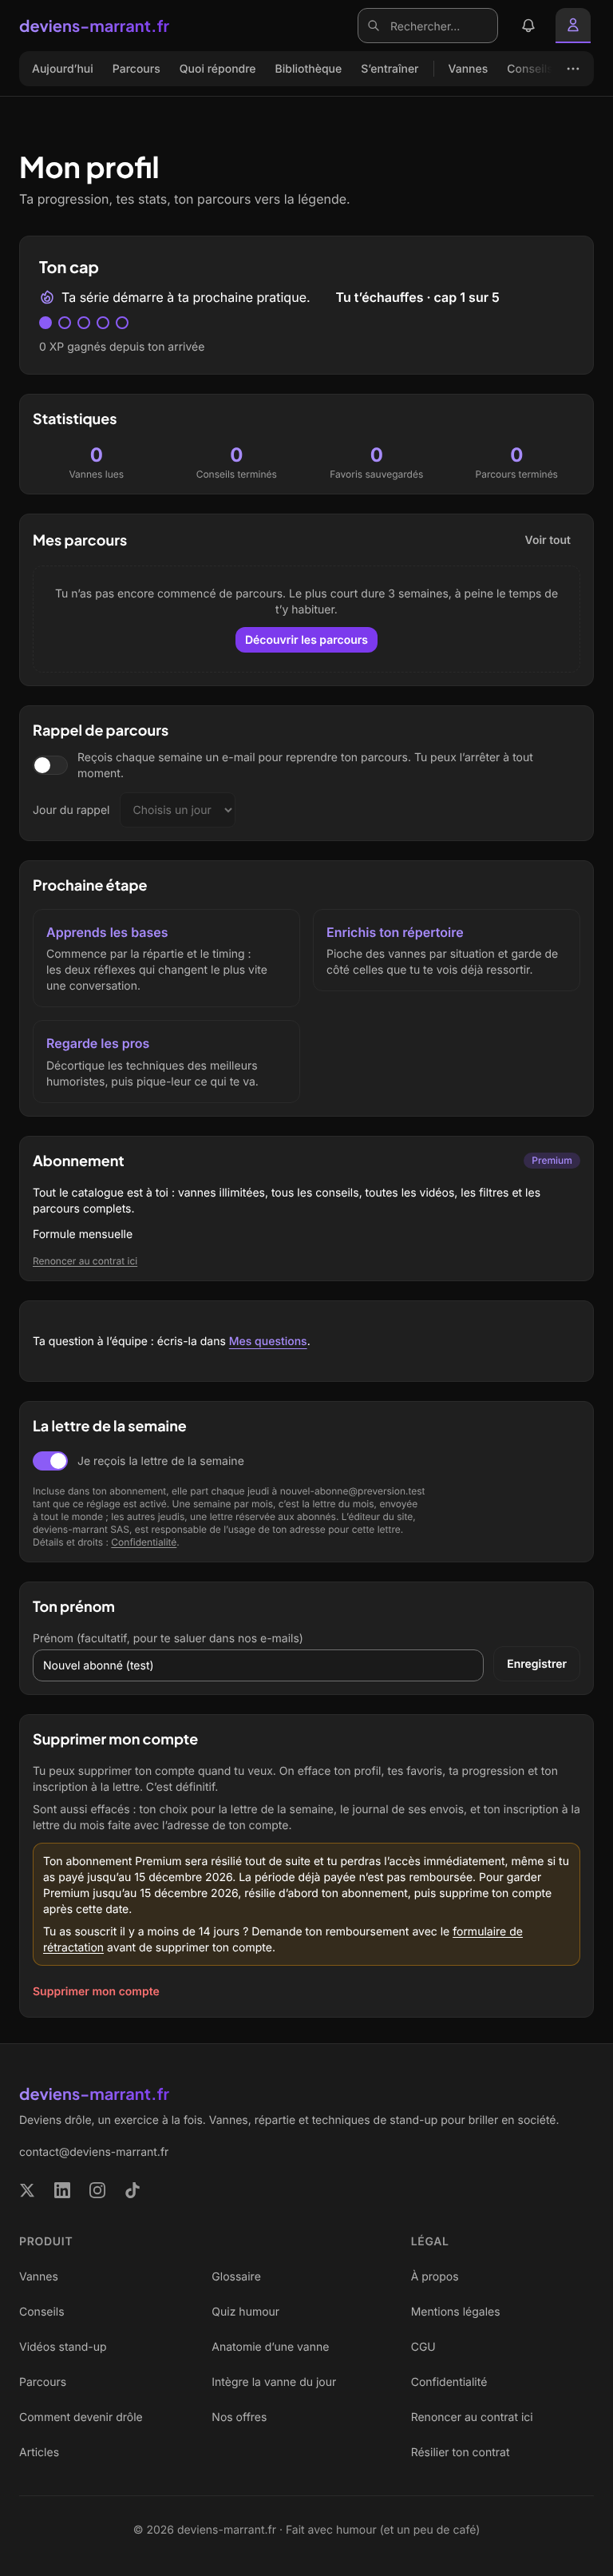 deviens-marrant.fr
Rechercher...
Aujourd’hui Parcours Quoi répondre Bibliothèque S’entraîner Vannes Conseils
Mon profil
Ta progression, tes stats, ton parcours vers la légende.
Ton cap
Ta série démarre à ta prochaine pratique. Tu t’échauffes · cap 1 sur 5
0 XP gagnés depuis ton arrivée
Statistiques
0 0 0 0
Vannes lues Conseils terminés Favoris sauvegardés Parcours terminés
Mes parcours Voir tout
Tu n’as pas encore commencé de parcours. Le plus court dure 3 semaines, à peine le temps de
t’y habituer.
Découvrir les parcours
Rappel de parcours
Reçois chaque semaine un e-mail pour reprendre ton parcours. Tu peux l’arrêter à tout
moment.
Jour du rappel Choisis un jour
Prochaine étape
Apprends les bases
Commence par la répartie et le timing :
les deux réflexes qui changent le plus vite
une conversation.
Enrichis ton répertoire
Pioche des vannes par situation et garde de
côté celles que tu te vois déjà ressortir.
Regarde les pros
Décortique les techniques des meilleurs
humoristes, puis pique-leur ce qui te va.
Abonnement Premium
Tout le catalogue est à toi : vannes illimitées, tous les conseils, toutes les vidéos, les filtres et les
parcours complets.
Formule mensuelle
Renoncer au contrat ici
Ta question à l’équipe : écris-la dans Mes questions.
La lettre de la semaine
Je reçois la lettre de la semaine
Incluse dans ton abonnement, elle part chaque jeudi à nouvel-abonne@preversion.test
tant que ce réglage est activé. Une semaine par mois, c’est la lettre du mois, envoyée
à tout le monde ; les autres jeudis, une lettre réservée aux abonnés. L’éditeur du site,
deviens-marrant SAS, est responsable de l’usage de ton adresse pour cette lettre.
Détails et droits : Confidentialité.
Ton prénom
Prénom (facultatif, pour te saluer dans nos e-mails)
Nouvel abonné (test) Enregistrer
Supprimer mon compte
Tu peux supprimer ton compte quand tu veux. On efface ton profil, tes favoris, ta progression et ton
inscription à la lettre. C’est définitif.
Sont aussi effacés : ton choix pour la lettre de la semaine, le journal de ses envois, et ton inscription à la
lettre du mois faite avec l’adresse de ton compte.
Ton abonnement Premium sera résilié tout de suite et tu perdras l’accès immédiatement, même si tu
as payé jusqu’au 15 décembre 2026. La période déjà payée n’est pas remboursée. Pour garder
Premium jusqu’au 15 décembre 2026, résilie d’abord ton abonnement, puis supprime ton compte
après cette date.
Tu as souscrit il y a moins de 14 jours ? Demande ton remboursement avec le formulaire de
rétractation avant de supprimer ton compte.
Supprimer mon compte
deviens-marrant.fr
Deviens drôle, un exercice à la fois. Vannes, répartie et techniques de stand-up pour briller en société.
contact@deviens-marrant.fr
PRODUIT LÉGAL
Vannes Glossaire À propos
Conseils Quiz humour Mentions légales
Vidéos stand-up Anatomie d’une vanne CGU
Parcours Intègre la vanne du jour Confidentialité
Comment devenir drôle Nos offres Renoncer au contrat ici
Articles Résilier ton contrat
© 2026 deviens-marrant.fr · Fait avec humour (et un peu de café)